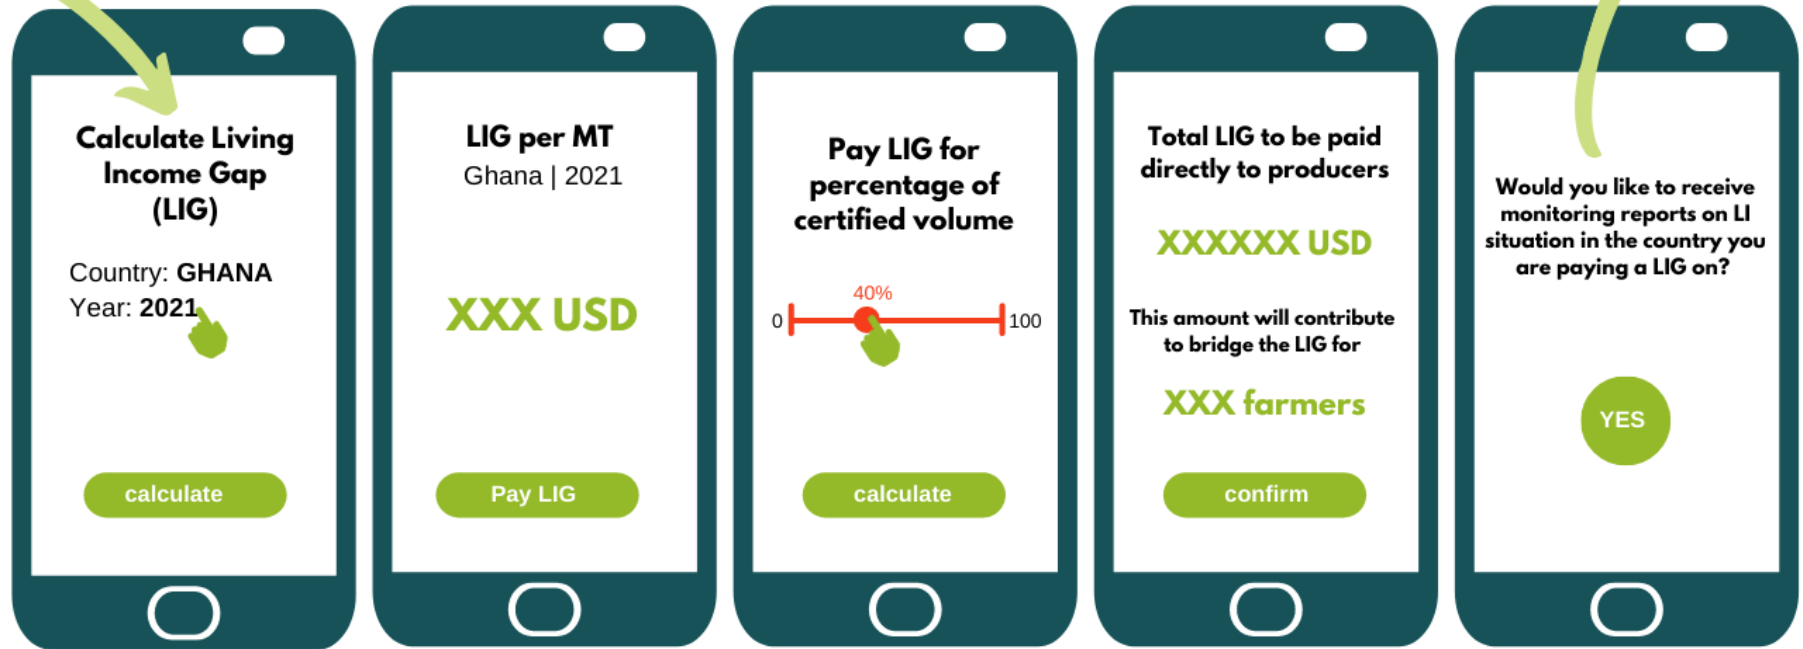 Calculate Living
Income Gap
(LIG)
Country: GHANA
Year: 2021
calculate
LIG per MT
Ghana | 2021
XXX USD
Pay LIG
Pay LIG for
percentage of
certified volume
40%
0
100
calculate
Total LIG to be paid
directly to producers
XXXXXX USD
This amount will contribute
to bridge the LIG for
XXX farmers
confirm
Would you like to receive
monitoring reports on LI
situation in the country you
are paying a LIG on?
YES